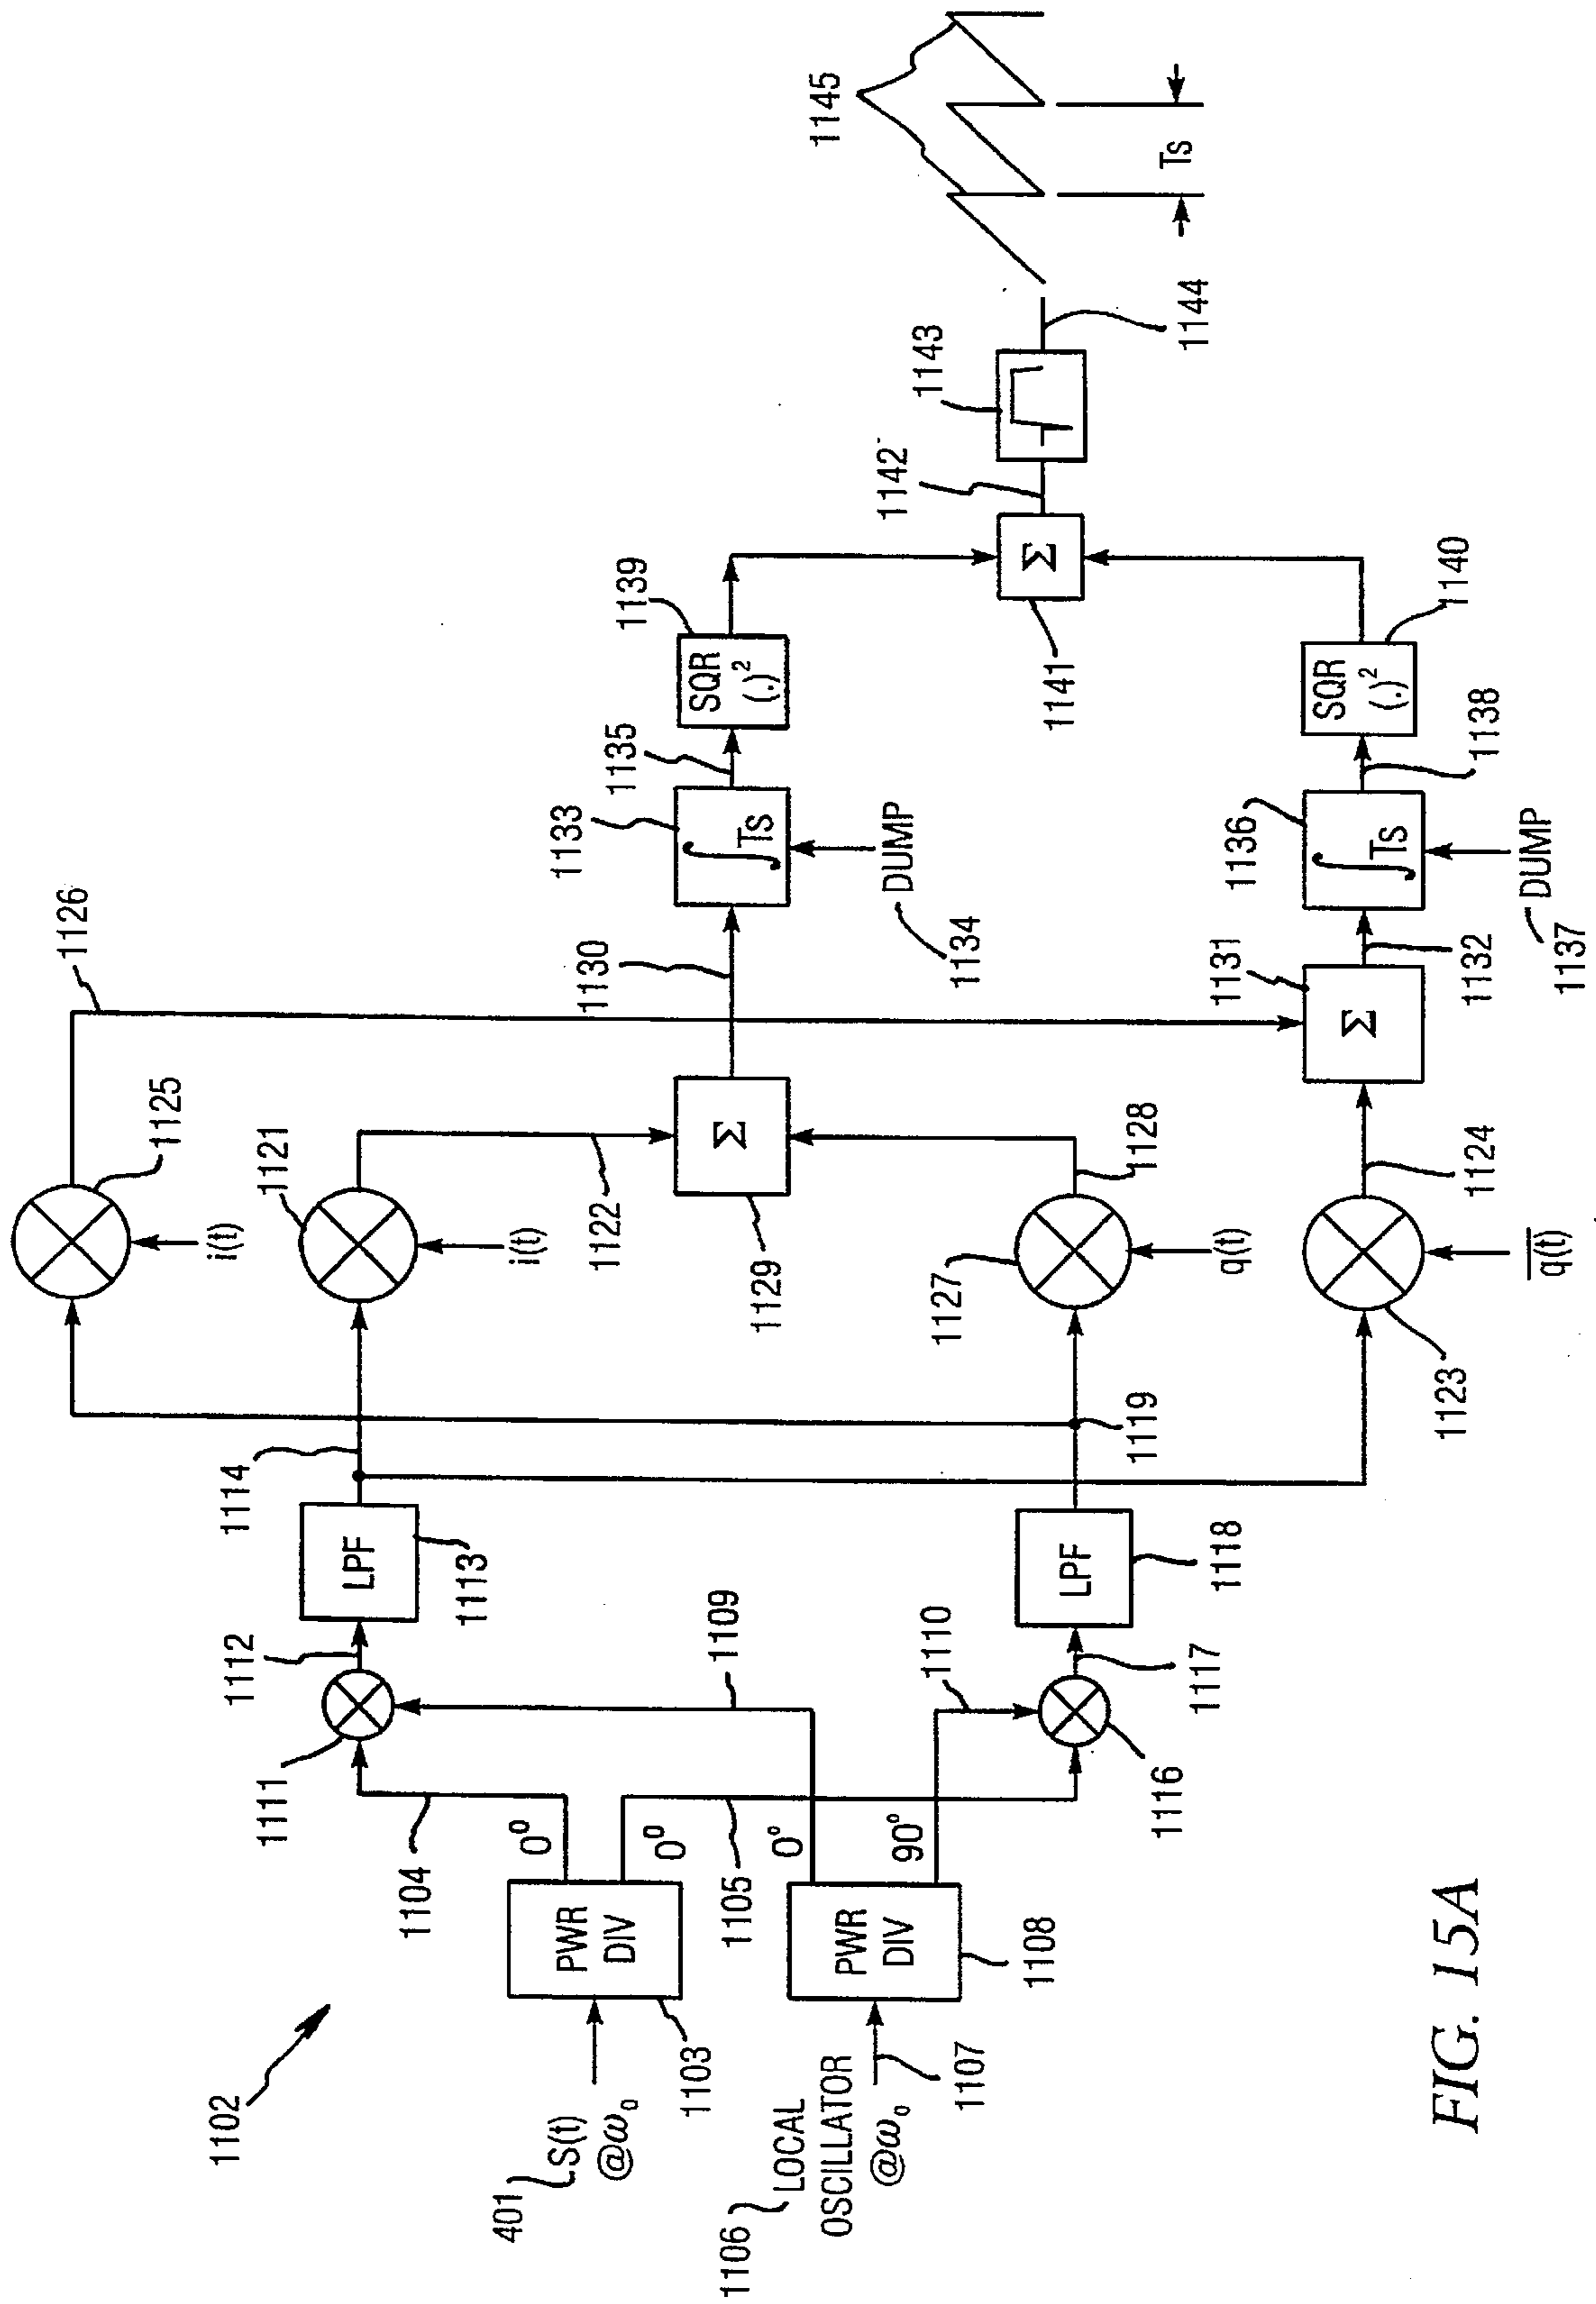 1102
401
S(t)
@ω₀
1103
PWR
DIV
0⁰
0⁰
1104
1105
1106
LOCAL
OSCILLATOR
@ω₀
1107
PWR
DIV
1108
0°
90°
1109
1110
1111
1112
LPF
1113
1114
1116
1117
LPF
1118
1119
1125
i(t)
1126
1121
i(t)
1122
Σ
1129
1127
q(t)
1128
1123
q̅(̅t̅)̅
1124
1130
1131
Σ
1132
1133
∫Ts
DUMP
1134
1135
1136
∫Ts
DUMP
1137
1138
1139
SQR
(.)²
SQR
(.)²
1140
Σ
1141
1142
1143
1144
1145
Ts
FIG. 15A